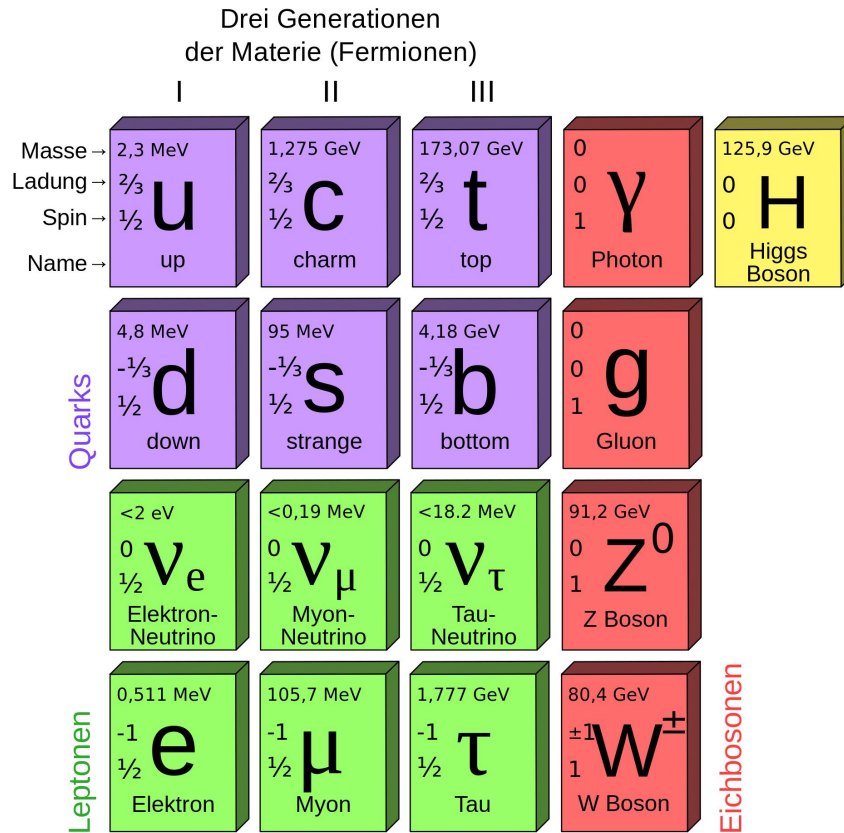 Drei Generationen
der Materie (Fermionen)
I II III
Masse→
Ladung→
Spin→
Name→
2,3 MeV
⅔
½
u
up
1,275 GeV
⅔
½
c
charm
173,07 GeV
⅔
½
t
top
0
0
1
γ
Photon
125,9 GeV
0
0
H
Higgs
Boson
Quarks
4,8 MeV
-⅓
½
d
down
95 MeV
-⅓
½
s
strange
4,18 GeV
-⅓
½
b
bottom
0
0
1
g
Gluon
<2 eV
0
½
νe
Elektron-
Neutrino
<0,19 MeV
0
½
νμ
Myon-
Neutrino
<18.2 MeV
0
½
ντ
Tau-
Neutrino
91,2 GeV
0
1
Z⁰
Z Boson
Leptonen
0,511 MeV
-1
½
e
Elektron
105,7 MeV
-1
½
μ
Myon
1,777 GeV
-1
½
τ
Tau
80,4 GeV
±1
1
W±
W Boson
Eichbosonen